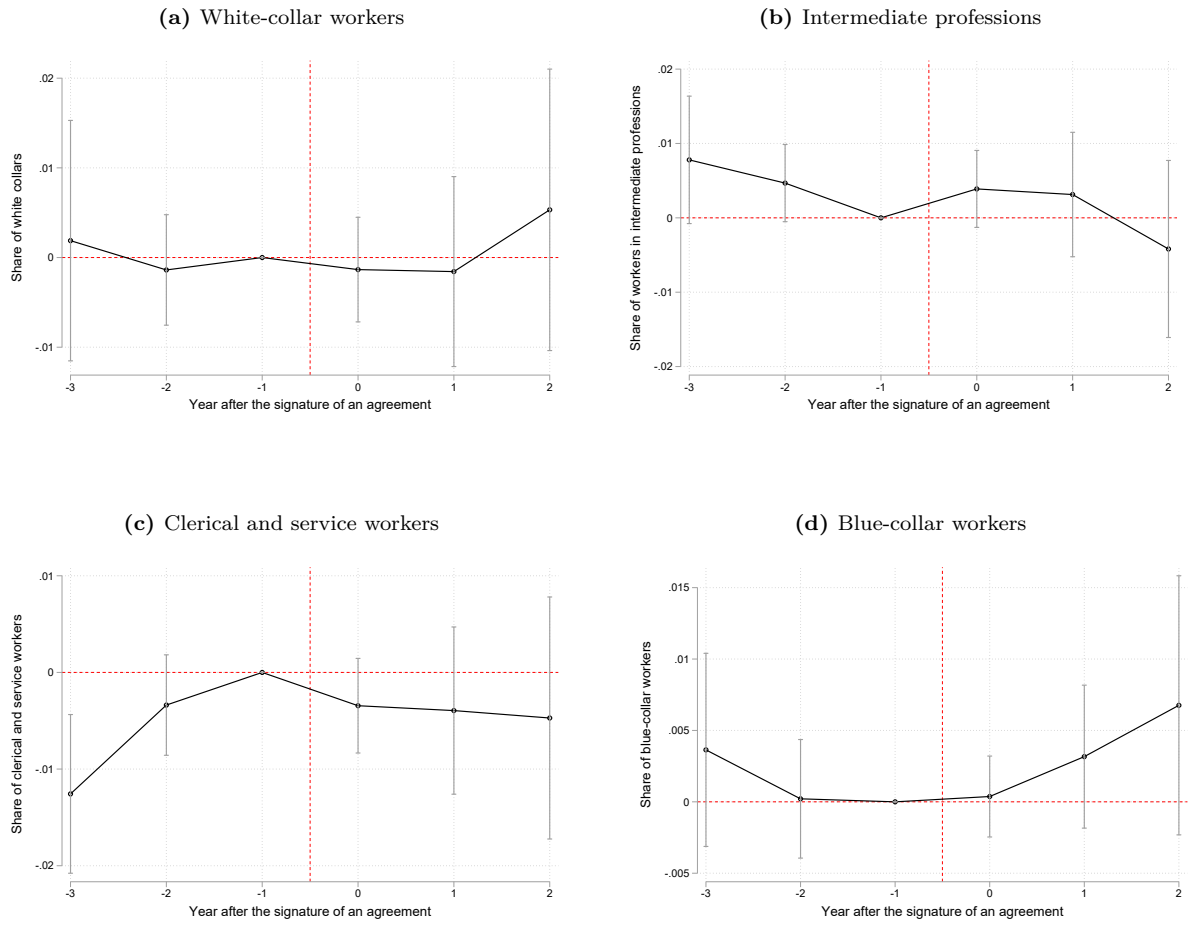 (a) White-collar workers
Share of white collars
.02
.01
0
-.01
-3 -2 -1 0 1 2
Year after the signature of an agreement
(b) Intermediate professions
Share of workers in intermediate professions
.02
.01
0
-.01
-.02
-3 -2 -1 0 1 2
Year after the signature of an agreement
(c) Clerical and service workers
Share of clerical and service workers
.01
0
-.01
-.02
-3 -2 -1 0 1 2
Year after the signature of an agreement
(d) Blue-collar workers
Share of blue-collar workers
.015
.01
.005
0
-.005
-3 -2 -1 0 1 2
Year after the signature of an agreement